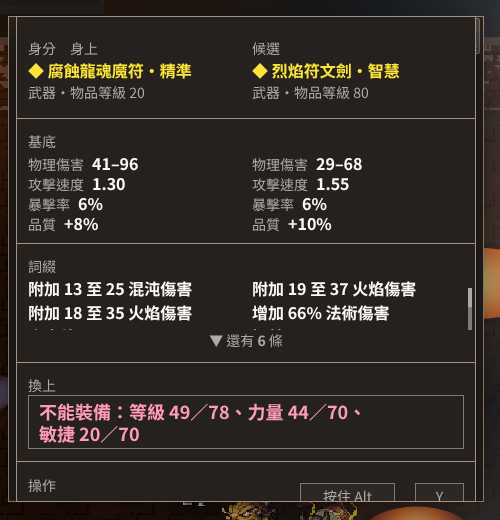 身分　身上　候選
◆ 腐蝕龍魂魔符・精準　◆ 烈焰符文劍・智慧
武器・物品等級 20　武器・物品等級 80
基底
物理傷害 41–96　物理傷害 29–68
攻擊速度 1.30　攻擊速度 1.55
暴擊率 6%　暴擊率 6%
品質 +8%　品質 +10%
詞綴
附加 13 至 25 混沌傷害　附加 19 至 37 火焰傷害
附加 18 至 35 火焰傷害　增加 66% 法術傷害
▼ 還有 6 條
換上
不能裝備：等級 49／78、力量 44／70、
敏捷 20／70
操作　按住 Alt　Y